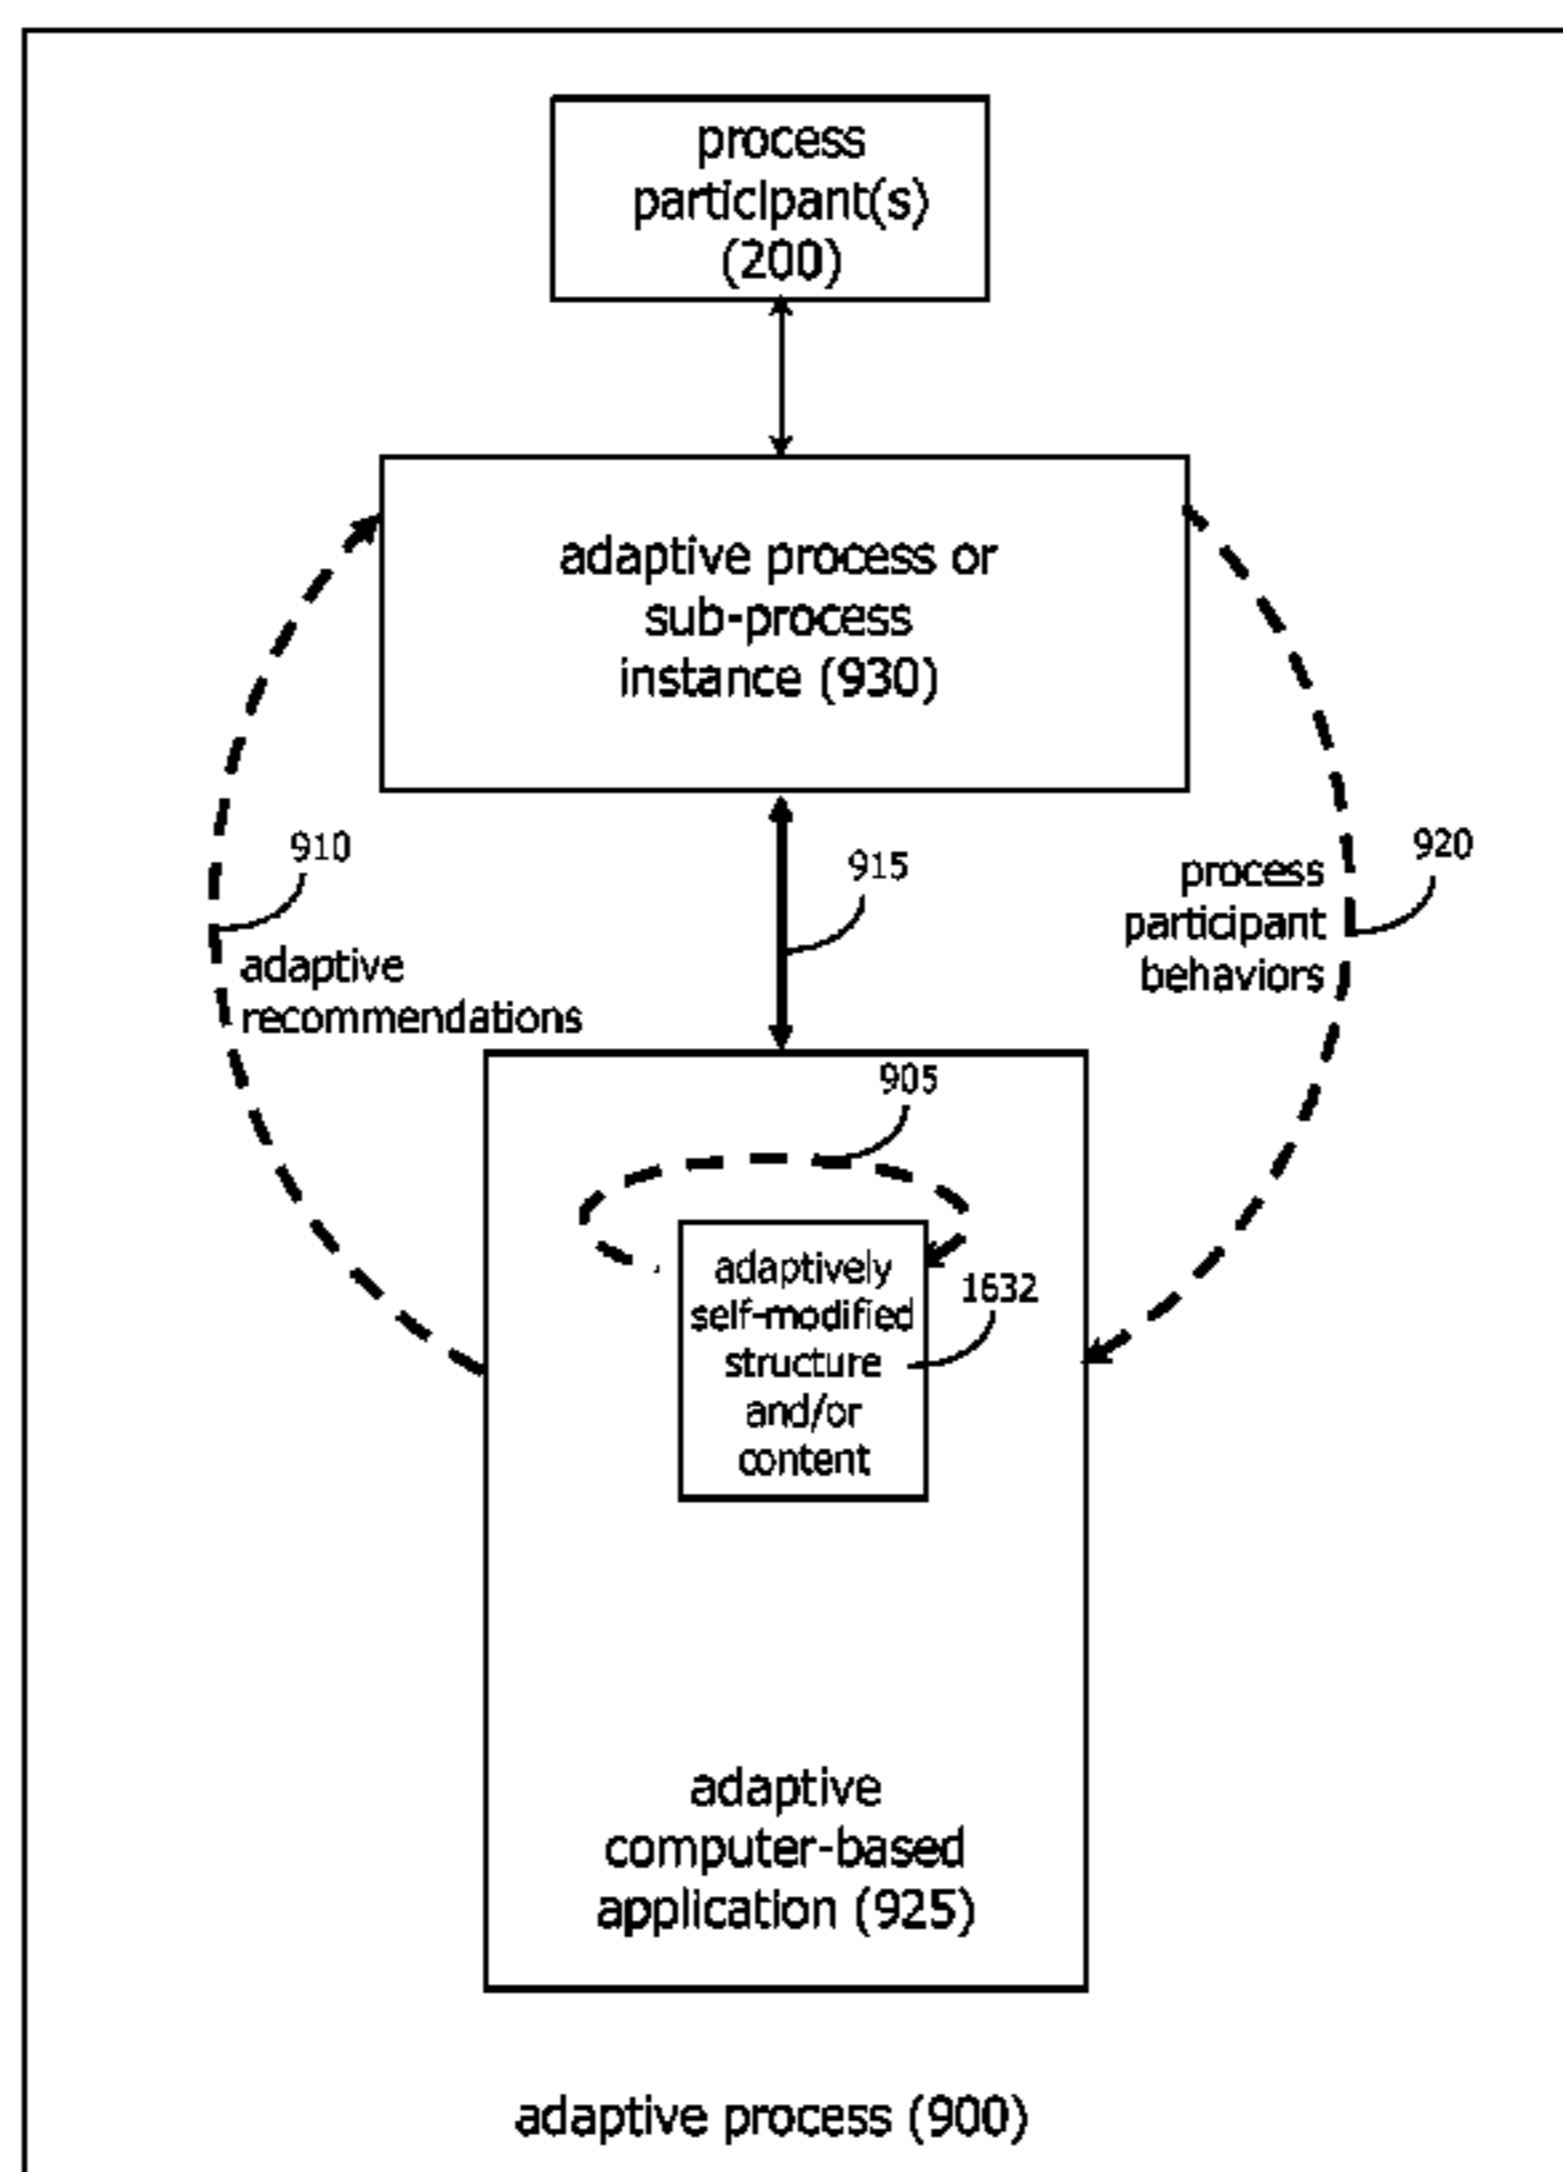 process
participant(s)
(200)
adaptive process or
sub-process
instance (930)
910
915
920
process
participant
behaviors
adaptive
recommendations
905
adaptively
self-modified
structure
and/or
content
1632
adaptive
computer-based
application (925)
adaptive process (900)